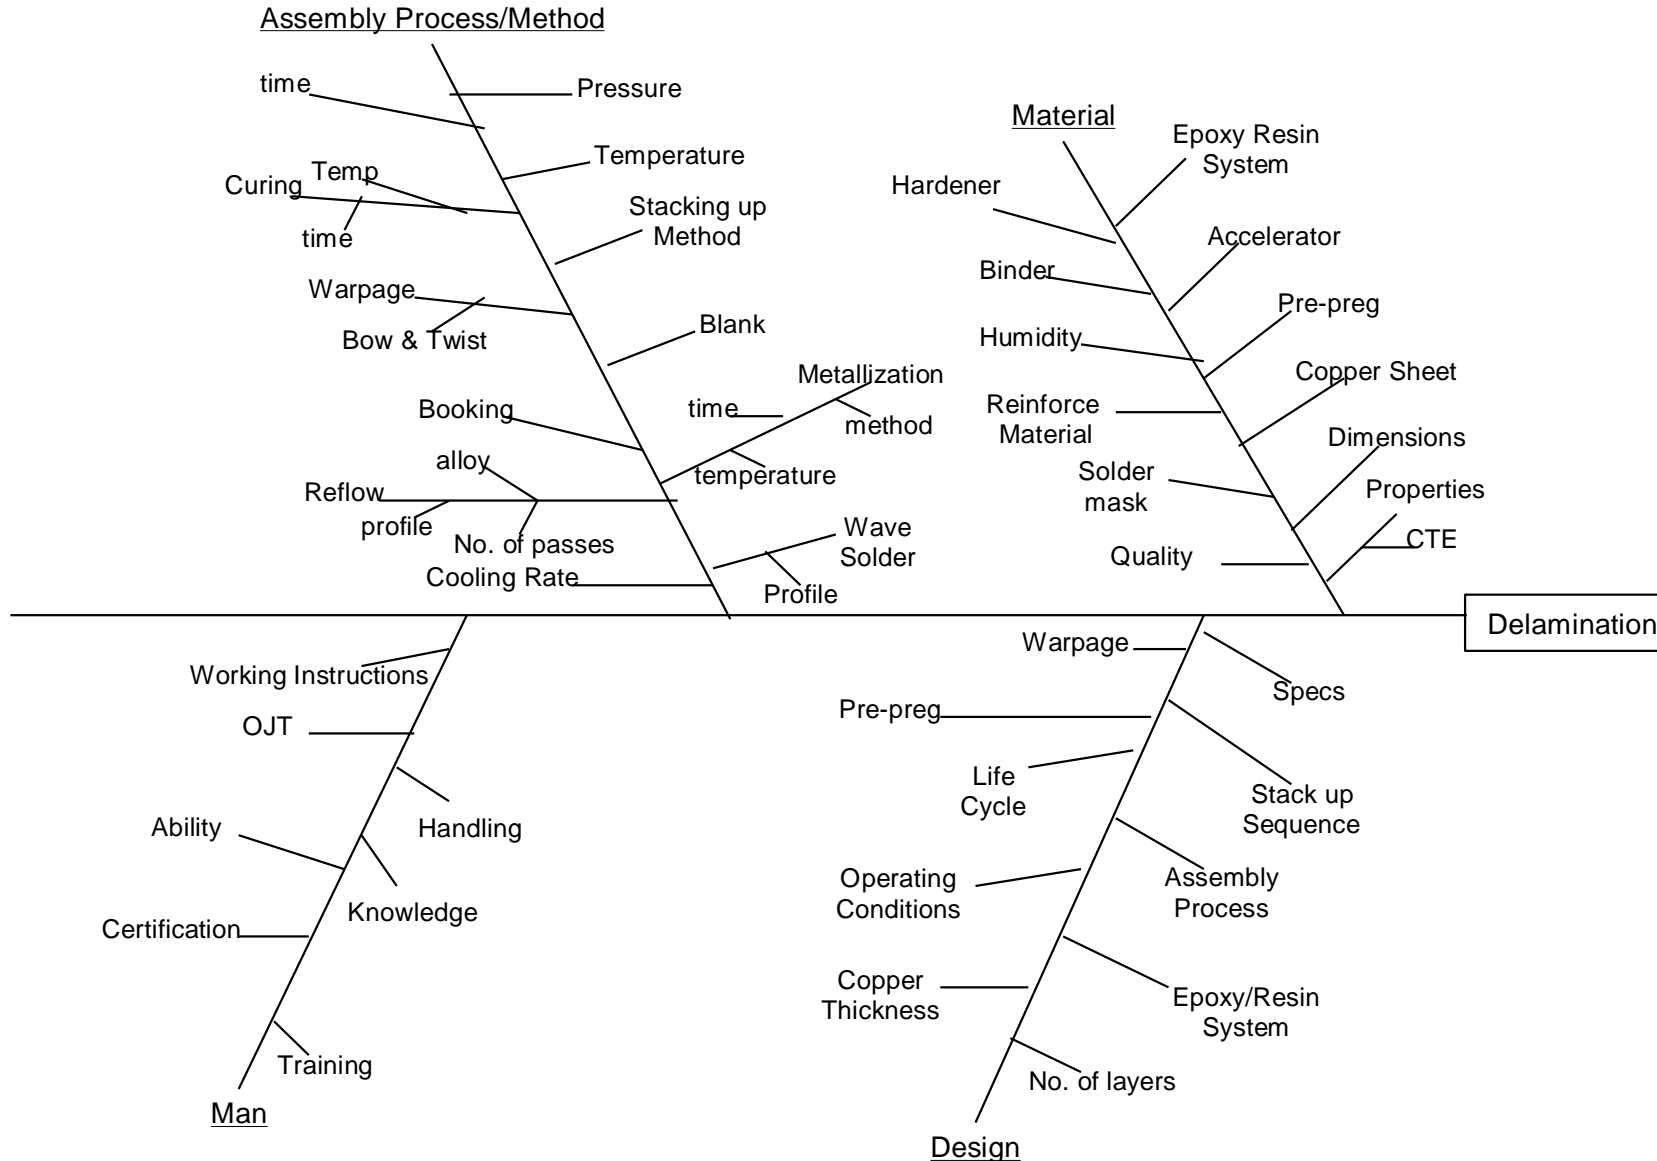 Assembly Process/Method
time
Pressure
Temperature
Temp
Curing
time
Stacking up
Method
Warpage
Bow & Twist
Blank
Metallization
time
method
Booking
temperature
alloy
Reflow
profile
No. of passes
Wave
Solder
Cooling Rate
Profile
Material
Epoxy Resin
System
Hardener
Accelerator
Binder
Pre-preg
Humidity
Copper Sheet
Reinforce
Material
Dimensions
Solder
mask
Properties
CTE
Quality
Delamination
Working Instructions
OJT
Handling
Ability
Knowledge
Certification
Training
Man
Warpage
Specs
Pre-preg
Life
Cycle
Stack up
Sequence
Operating
Conditions
Assembly
Process
Copper
Thickness
Epoxy/Resin
System
No. of layers
Design